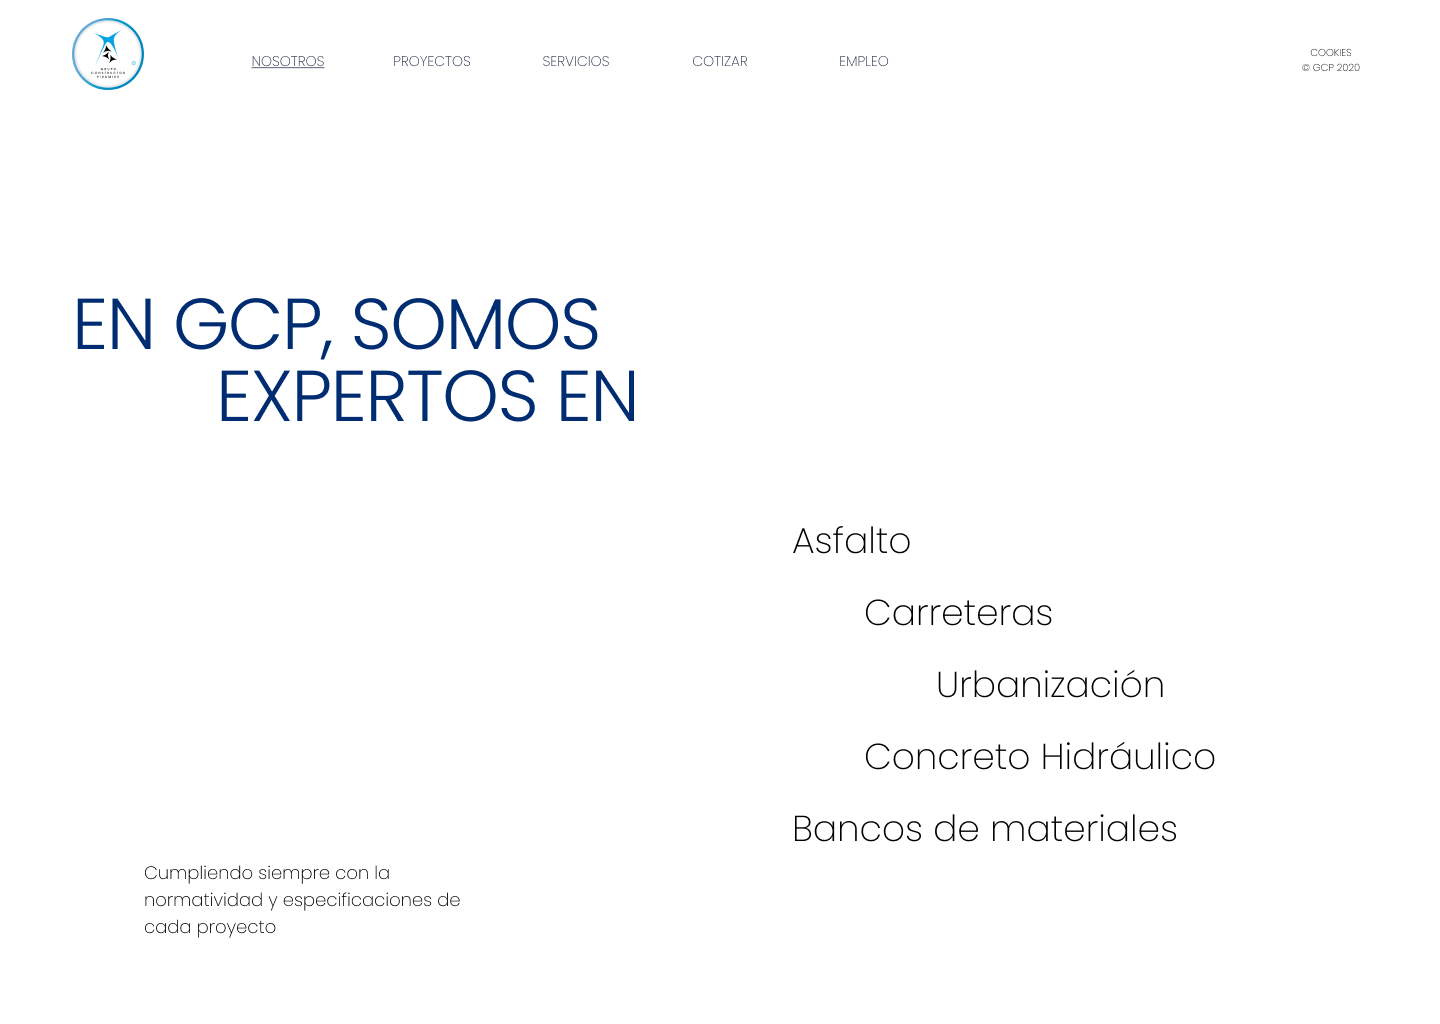 GRUPO
CONSTRUCTOR
PIRÁMIDE
®
NOSOTROS
PROYECTOS
SERVICIOS
COTIZAR
EMPLEO
COOKIES
© GCP 2020
EN GCP, SOMOS
EXPERTOS EN
Asfalto
Carreteras
Urbanización
Concreto Hidráulico
Bancos de materiales
Cumpliendo siempre con la
normatividad y especificaciones de
cada proyecto